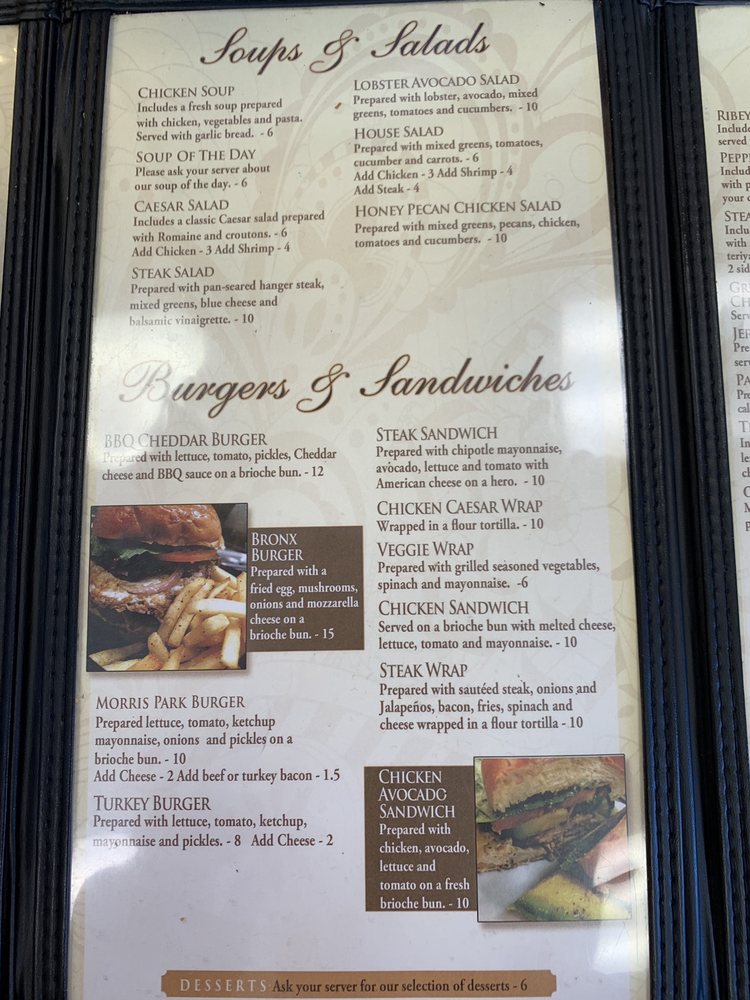 Soups & Salads
CHICKEN SOUP
Includes a fresh soup prepared
with chicken, vegetables and pasta.
Served with garlic bread. - 6
SOUP OF THE DAY
Please ask your server about
our soup of the day. - 6
CAESAR SALAD
Includes a classic Caesar salad prepared
with Romaine and croutons. - 6
Add Chicken - 3 Add Shrimp - 4
STEAK SALAD
Prepared with pan-seared hanger steak,
mixed greens, blue cheese and
balsamic vinaigrette. - 10
LOBSTER AVOCADO SALAD
Prepared with lobster, avocado, mixed
greens, tomatoes and cucumbers. - 10
HOUSE SALAD
Prepared with mixed greens, tomatoes,
cucumber and carrots. - 6
Add Chicken - 3 Add Shrimp - 4
Add Steak - 4
HONEY PECAN CHICKEN SALAD
Prepared with mixed greens, pecans, chicken,
tomatoes and cucumbers. - 10
Burgers & Sandwiches
BBQ CHEDDAR BURGER
Prepared with lettuce, tomato, pickles, Cheddar
cheese and BBQ sauce on a brioche bun. - 12
BRONX
BURGER
Prepared with a
fried egg, mushrooms,
onions and mozzarella
cheese on a
brioche bun. - 15
MORRIS PARK BURGER
Prepared lettuce, tomato, ketchup
mayonnaise, onions and pickles on a
brioche bun. - 10
Add Cheese - 2 Add beef or turkey bacon - 1.5
TURKEY BURGER
Prepared with lettuce, tomato, ketchup,
mayonnaise and pickles. - 8 Add Cheese - 2
STEAK SANDWICH
Prepared with chipotle mayonnaise,
avocado, lettuce and tomato with
American cheese on a hero. - 10
CHICKEN CAESAR WRAP
Wrapped in a flour tortilla. - 10
VEGGIE WRAP
Prepared with grilled seasoned vegetables,
spinach and mayonnaise. -6
CHICKEN SANDWICH
Served on a brioche bun with melted cheese,
lettuce, tomato and mayonnaise. - 10
STEAK WRAP
Prepared with sautéed steak, onions and
Jalapeños, bacon, fries, spinach and
cheese wrapped in a flour tortilla - 10
CHICKEN
AVOCADO
SANDWICH
Prepared with
chicken, avocado,
lettuce and
tomato on a fresh
brioche bun. - 10
DESSERTS Ask your server for our selection of desserts - 6